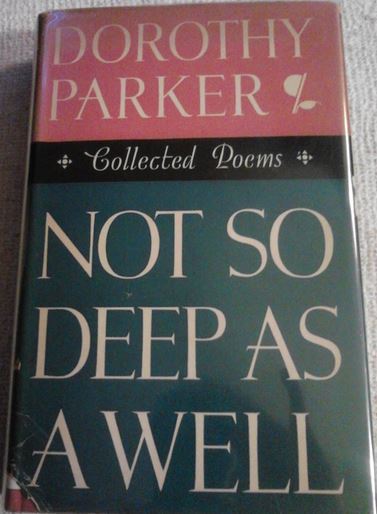 DOROTHY
PARKER
Collected Poems
NOT SO
DEEP AS
A WELL